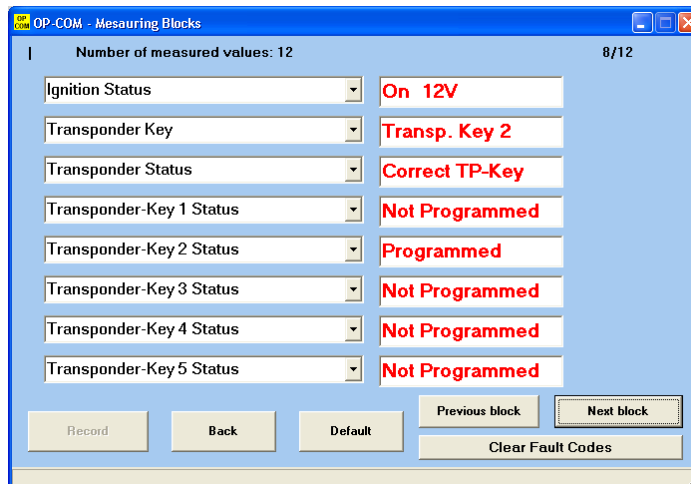 OP COM OP-COM - Mesauring Blocks
Number of measured values: 12 8/12
Ignition Status On 12V
Transponder Key Transp. Key 2
Transponder Status Correct TP-Key
Transponder-Key 1 Status Not Programmed
Transponder-Key 2 Status Programmed
Transponder-Key 3 Status Not Programmed
Transponder-Key 4 Status Not Programmed
Transponder-Key 5 Status Not Programmed
Previous block Next block
Record Back Default
Clear Fault Codes